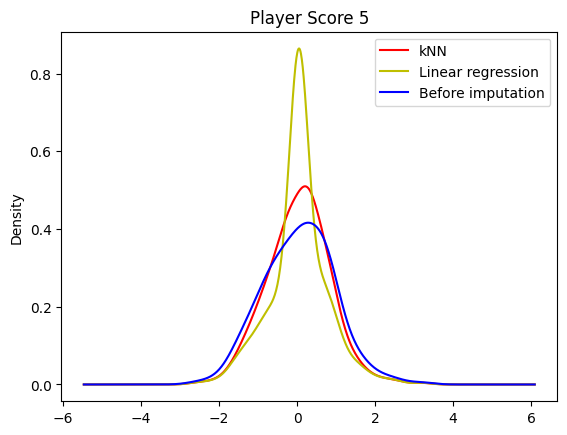 Player Score 5
kNN
Linear regression
Before imputation
Density
0.8
0.6
0.4
0.2
0.0
−6 −4 −2 0 2 4 6